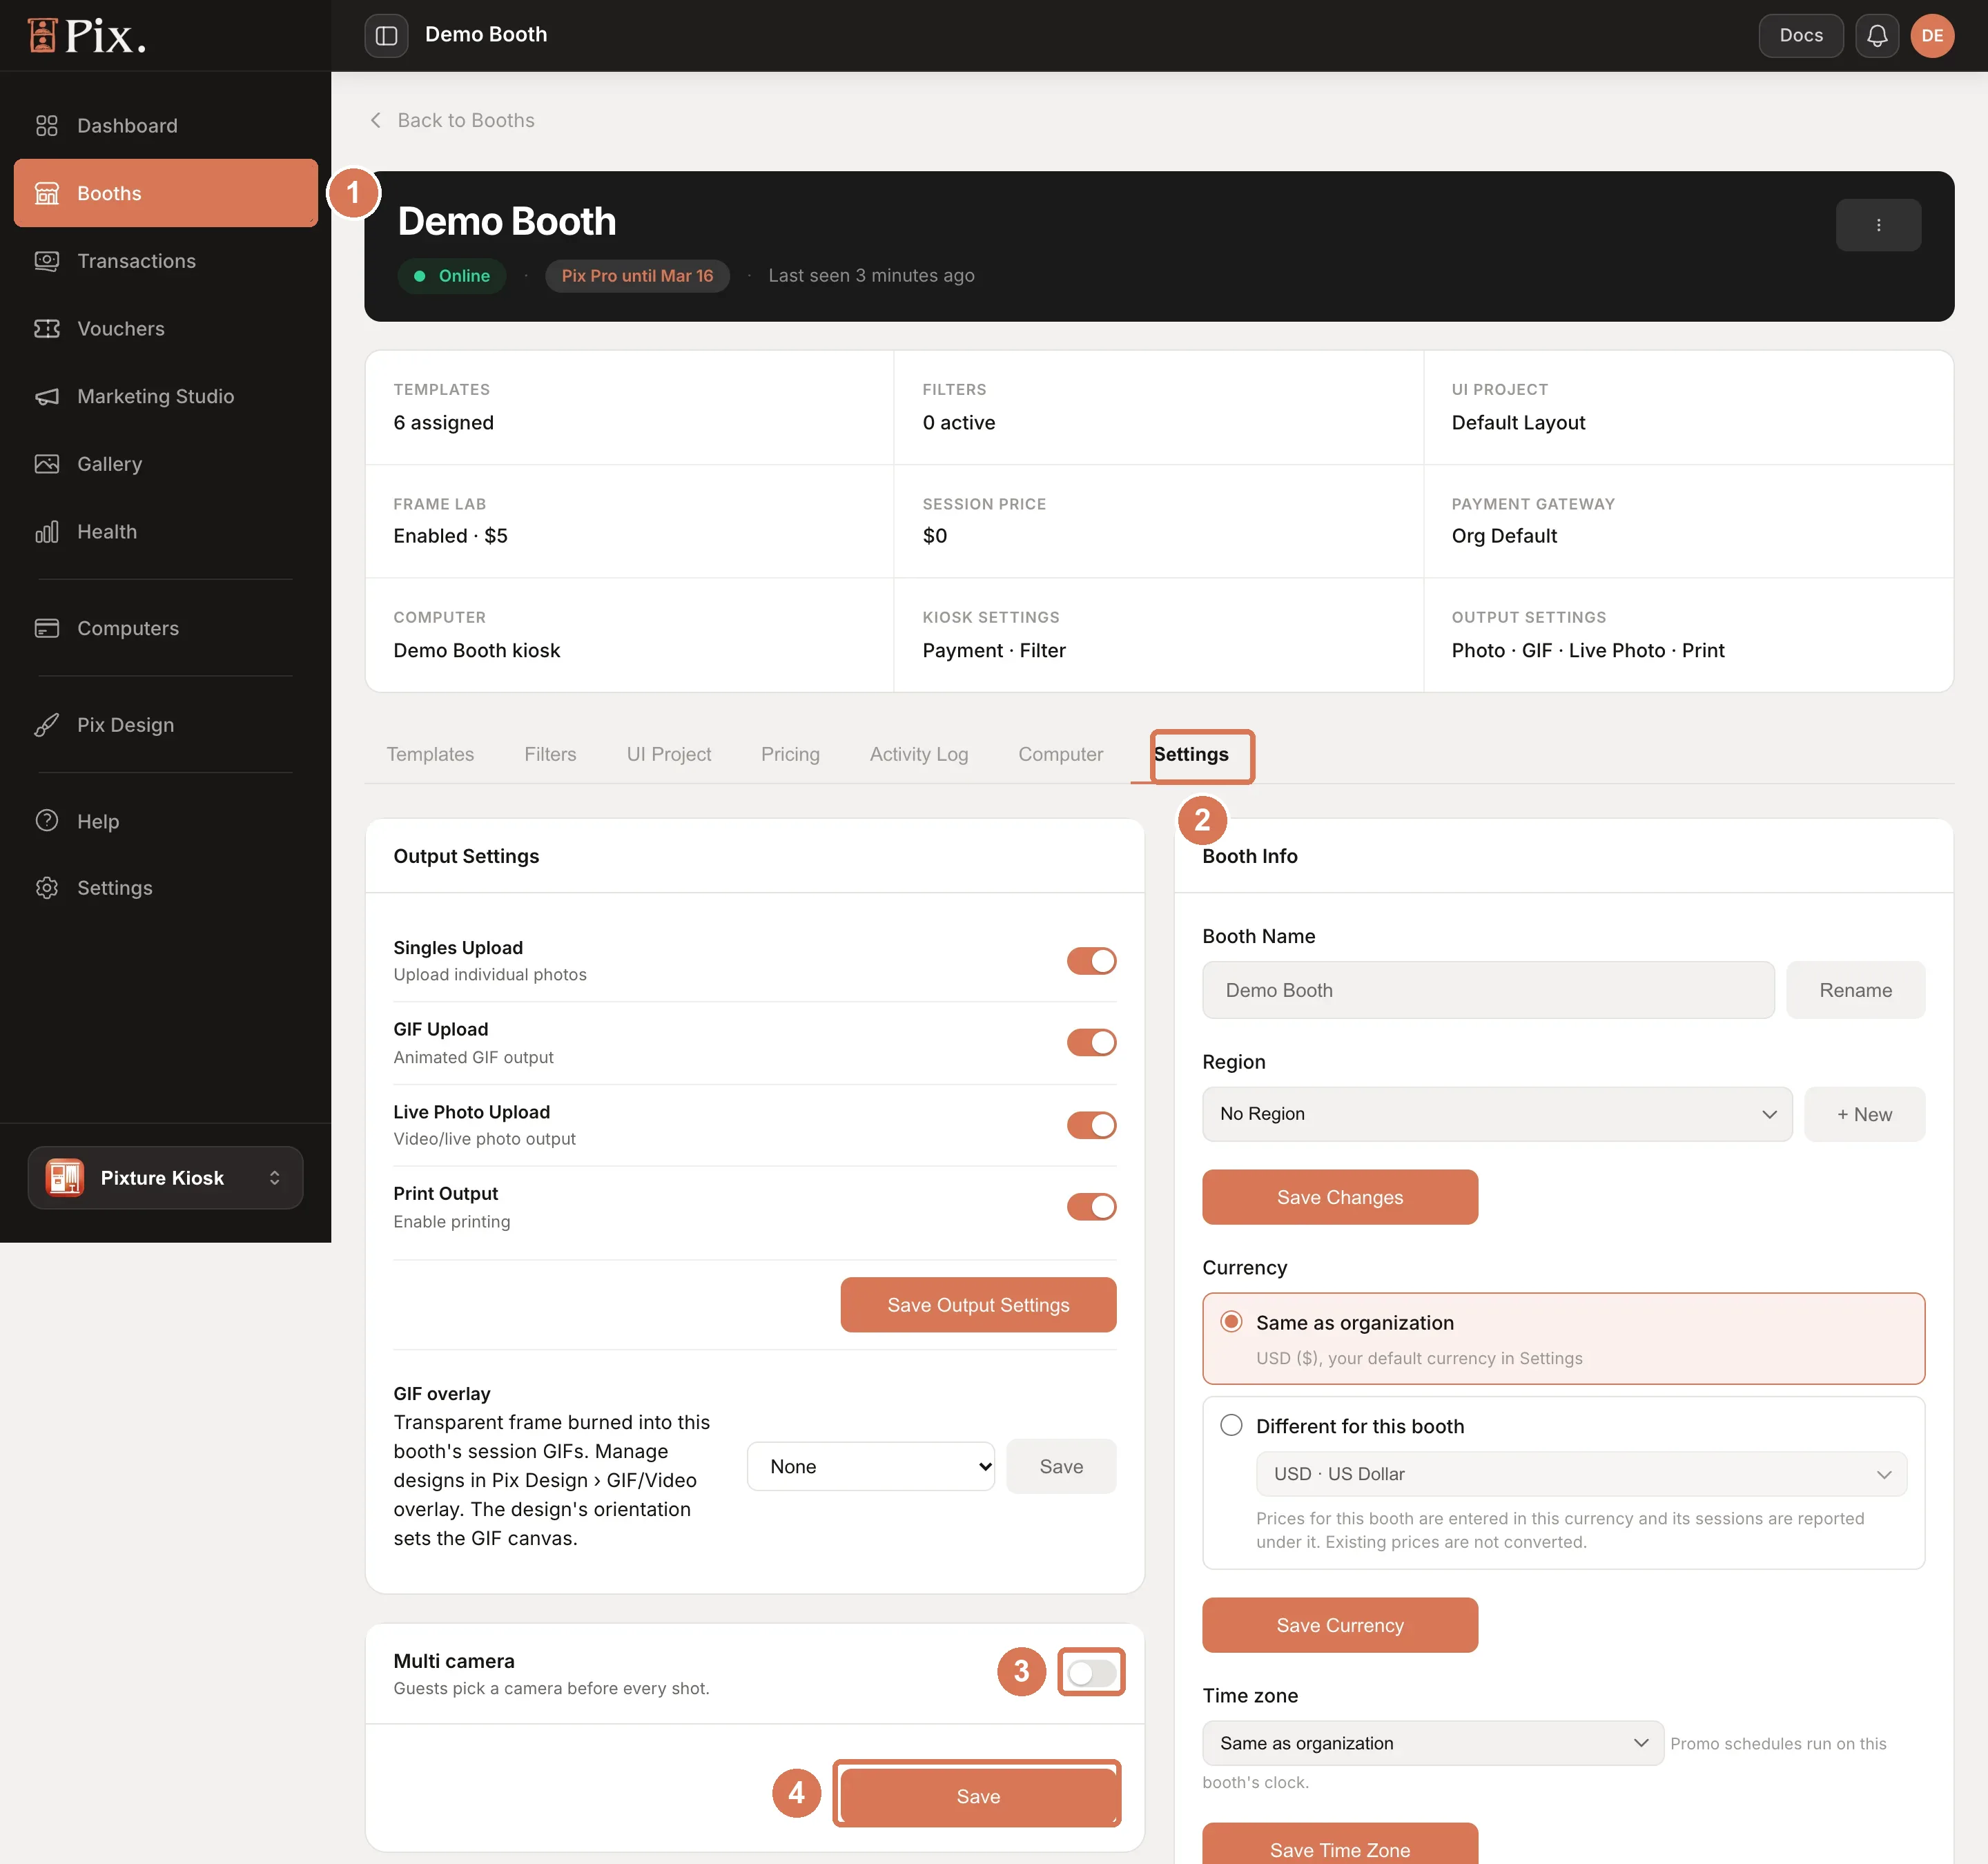 Pix.
Demo Booth
Docs
DE
Dashboard
Booths
Transactions
Vouchers
Marketing Studio
Gallery
Health
Computers
Pix Design
Help
Settings
Pixture Kiosk
Back to Booths
1
Demo Booth
Online · Pix Pro until Mar 16 · Last seen 3 minutes ago
TEMPLATES
6 assigned
FILTERS
0 active
UI PROJECT
Default Layout
FRAME LAB
Enabled · $5
SESSION PRICE
$0
PAYMENT GATEWAY
Org Default
COMPUTER
Demo Booth kiosk
KIOSK SETTINGS
Payment · Filter
OUTPUT SETTINGS
Photo · GIF · Live Photo · Print
Templates Filters UI Project Pricing Activity Log Computer Settings
2
Output Settings
Singles Upload
Upload individual photos
GIF Upload
Animated GIF output
Live Photo Upload
Video/live photo output
Print Output
Enable printing
Save Output Settings
GIF overlay
Transparent frame burned into this
booth's session GIFs. Manage
designs in Pix Design › GIF/Video
overlay. The design's orientation
sets the GIF canvas.
None
Save
Multi camera
Guests pick a camera before every shot.
3
4
Save
Booth Info
Booth Name
Demo Booth
Rename
Region
No Region
+ New
Save Changes
Currency
Same as organization
USD ($), your default currency in Settings
Different for this booth
USD · US Dollar
Prices for this booth are entered in this currency and its sessions are reported
under it. Existing prices are not converted.
Save Currency
Time zone
Same as organization
Promo schedules run on this
booth's clock.
Save Time Zone